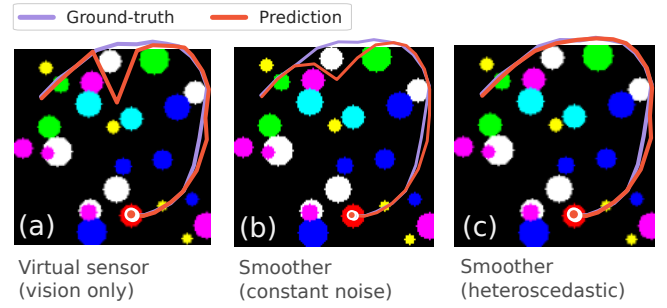 Ground-truth Prediction
(a) (b) (c)
Virtual sensor
(vision only)
Smoother
(constant noise)
Smoother
(heteroscedastic)